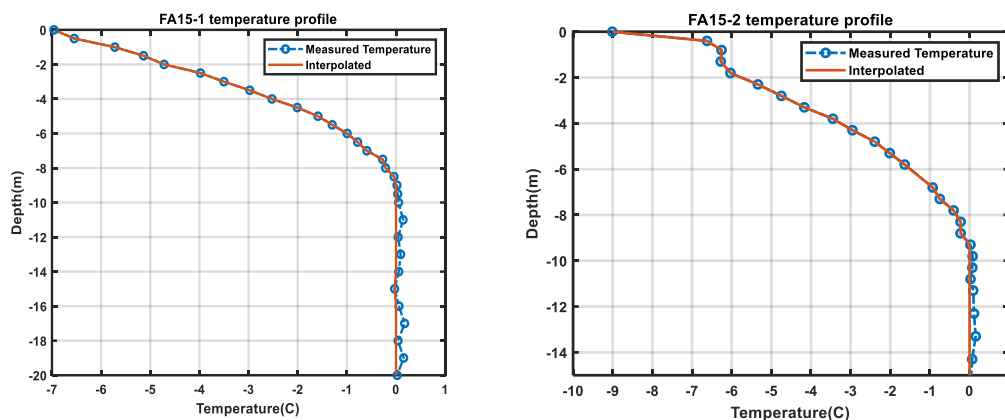 FA15-1 temperature profile
Measured Temperature
Interpolated
0
-2
-4
-6
-8
-10
-12
-14
-16
-18
-20
Depth(m)
-7 -6 -5 -4 -3 -2 -1 0 1
Temperature(C)
FA15-2 temperature profile
Measured Temperature
Interpolated
0
-2
-4
-6
-8
-10
-12
-14
Depth(m)
-10 -9 -8 -7 -6 -5 -4 -3 -2 -1 0
Temperature(C)